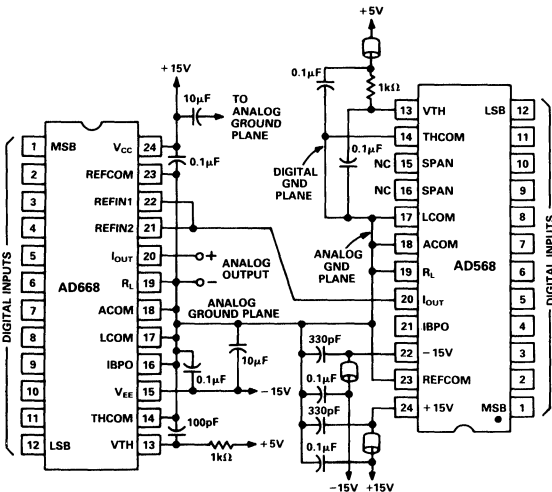 +5V
+15V
10μF
TO
ANALOG
GROUND
PLANE
0.1μF
1kΩ
DIGITAL INPUTS
1 MSB VCC 24
2 REFCOM 23
3 REFIN1 22
4 REFIN2 21
5 IOUT 20
6 RL 19
7 ACOM 18
8 LCOM 17
9 IBPO 16
10 VEE 15
11 THCOM 14
12 LSB VTH 13
AD668
0.1μF
+
ANALOG
OUTPUT
−
ANALOG
GROUND PLANE
10μF
0.1μF
−15V
100pF
1kΩ
+5V
0.1μF
DIGITAL
GND
PLANE
ANALOG
GND
PLANE
NC
NC
13 VTH LSB 12
14 THCOM 11
15 SPAN 10
16 SPAN 9
17 LCOM 8
18 ACOM 7
19 RL 6
20 IOUT 5
21 IBPO 4
22 −15V 3
23 REFCOM 2
24 +15V MSB 1
AD568
DIGITAL INPUTS
330pF
0.1μF
330pF
0.1μF
−15V +15V